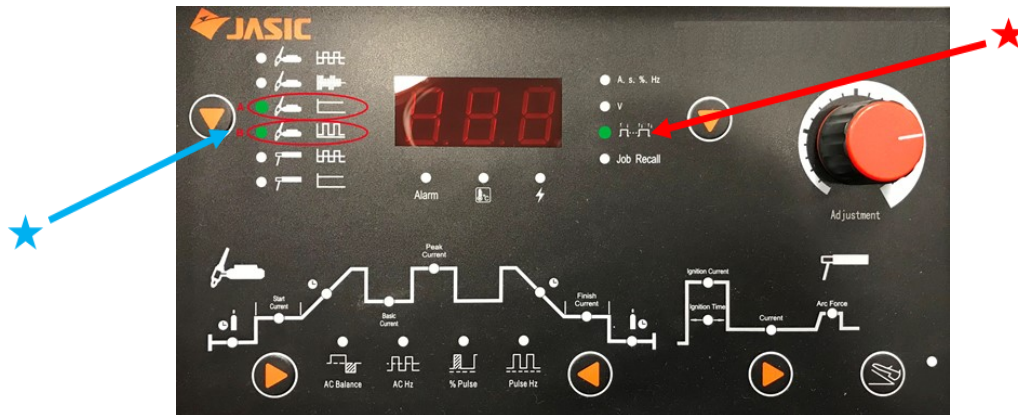 JASIC
A
B
188
A. s. %. Hz
V
Job Recall
Alarm
°C
Adjustment
Start
Current
Peak
Current
Basic
Current
Finish
Current
AC Balance
AC Hz
% Pulse
Pulse Hz
Ignition Current
Ignition Time
Current
Arc Force